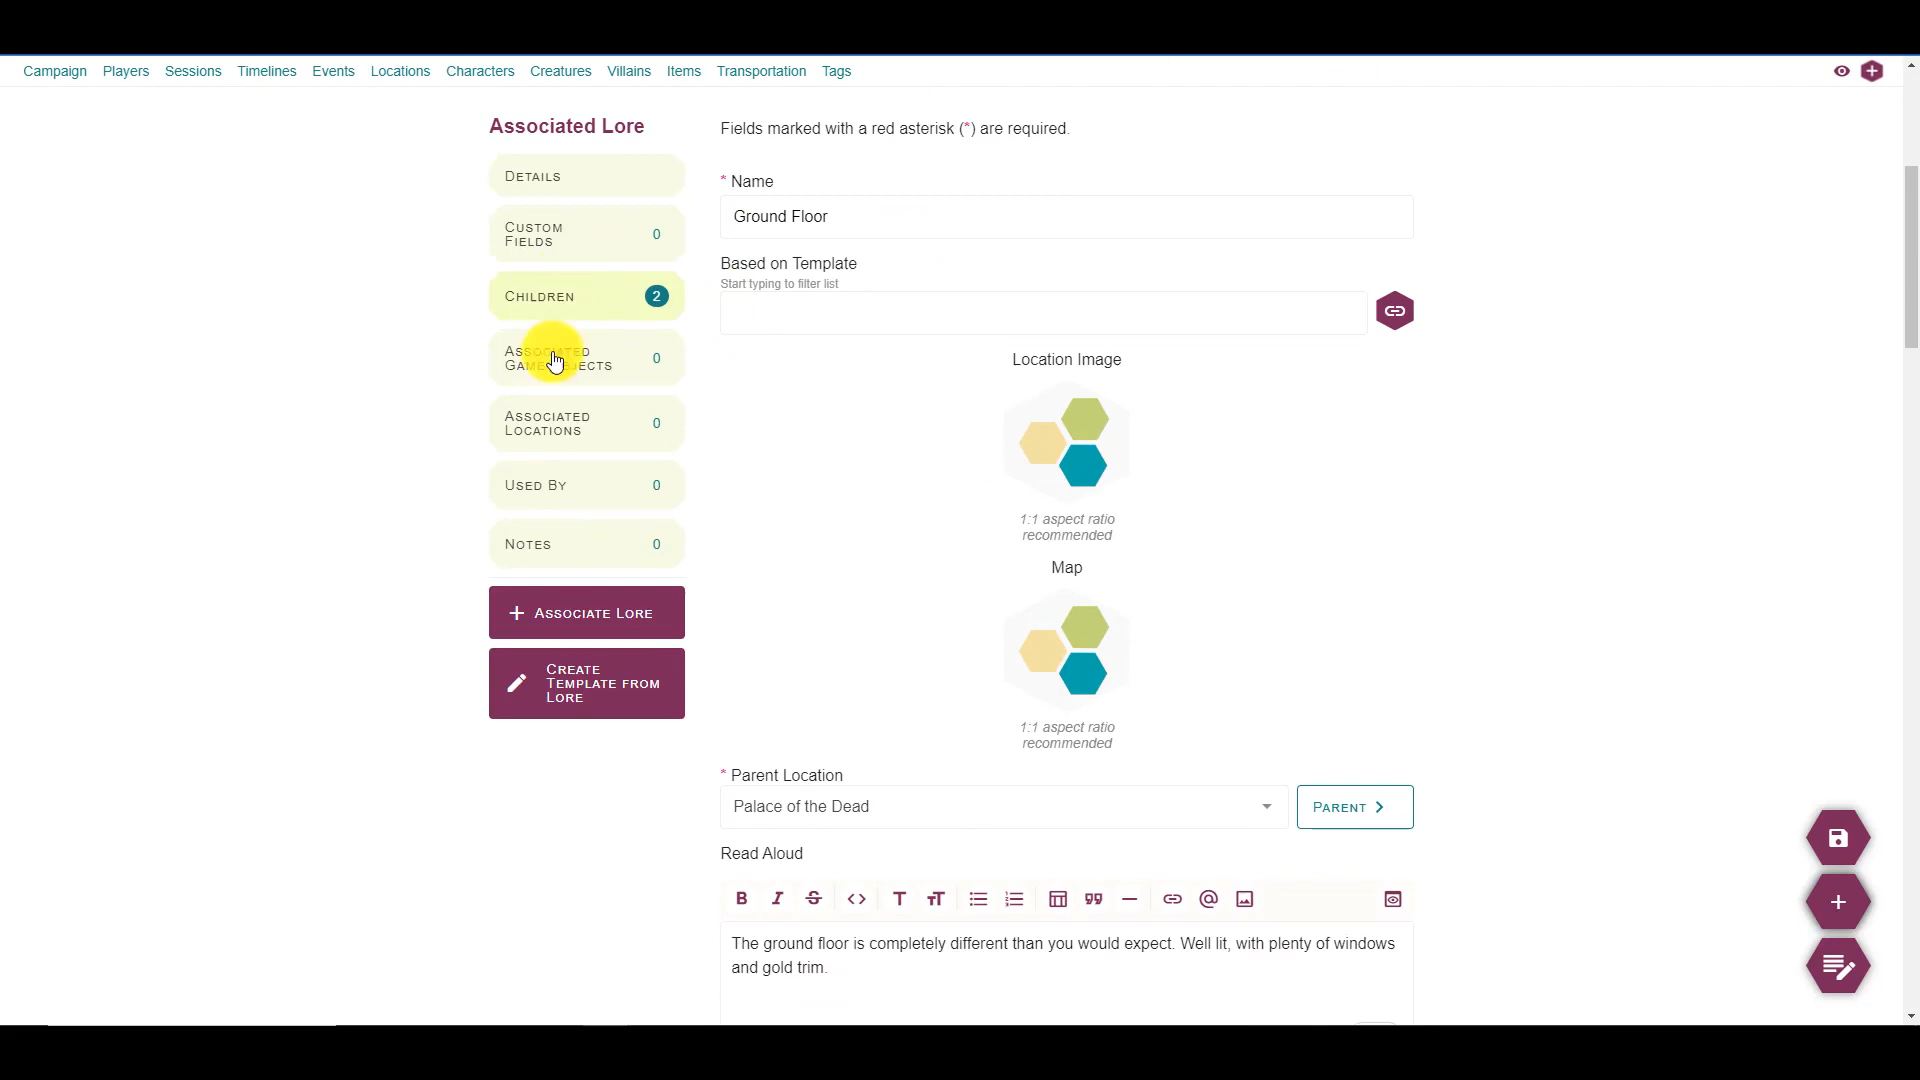 Campaign Players Sessions Timelines Events Locations Characters Creatures Villains Items Transportation Tags
Associated Lore
DETAILS
CUSTOM
FIELDS
0
CHILDREN
2
ASSOCIATED
GAME OBJECTS
0
ASSOCIATED
LOCATIONS
0
USED BY
0
NOTES
0
ASSOCIATE LORE
CREATE
TEMPLATE FROM
LORE
Fields marked with a red asterisk (*) are required.
* Name
Ground Floor
Based on Template
Start typing to filter list
Location Image
1:1 aspect ratio
recommended
Map
1:1 aspect ratio
recommended
* Parent Location
Palace of the Dead
PARENT
Read Aloud
The ground floor is completely different than you would expect. Well lit, with plenty of windows
and gold trim.